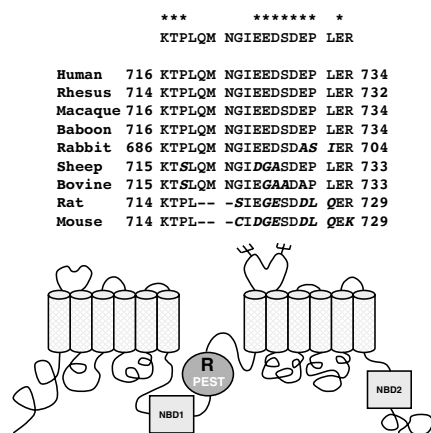 *** ******* *
KTPLQM NGIEEDSDEP LER
Human 716 KTPLQM NGIEEDSDEP LER 734
Rhesus 714 KTPLQM NGIEEDSDEP LER 732
Macaque 716 KTPLQM NGIEEDSDEP LER 734
Baboon 716 KTPLQM NGIEEDSDEP LER 734
Rabbit 686 KTPLQM NGIEEDSDAS IER 704
Sheep 715 KTSLQM NGIDGASDEP LER 733
Bovine 715 KTSLQM NGIEGAADAP LER 733
Rat 714 KTPL-- -SIEGESDDL QER 729
Mouse 714 KTPL-- -CIDGESDDL QEK 729
R
PEST
NBD1
NBD2